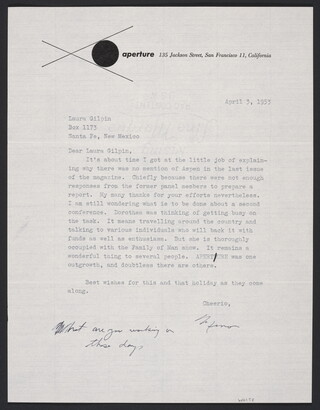 aperture 135 Jackson Street, San Francisco 11, California
April 3, 1953
Laura Gilpin
Box 1173
Santa Fe, New Mexico
Dear Laura Gilpin,
It's about time I got at the little job of explain-
ing why there was no mention of Aspen in the last issue
of the magazine. Chiefly because there were not enough
responses from the former panel members to prepare a
report. My many thanks for your efforts nevertheless.
I am still wondering what is to be done about a second
conference. Dorothea was thinking of getting busy on
the task. It means travelling around the country and
talking to various individuals who will back it with
funds as well as entusiasm. But she is thoroughly
occupied with the Family of Man show. It remains a
wonderful thing to several people. APERTURE was one
outgrowth, and doubtless there are others.
Best wishes for this and that holiday as they come
along.
Cheerio,
What are you working on
these days,